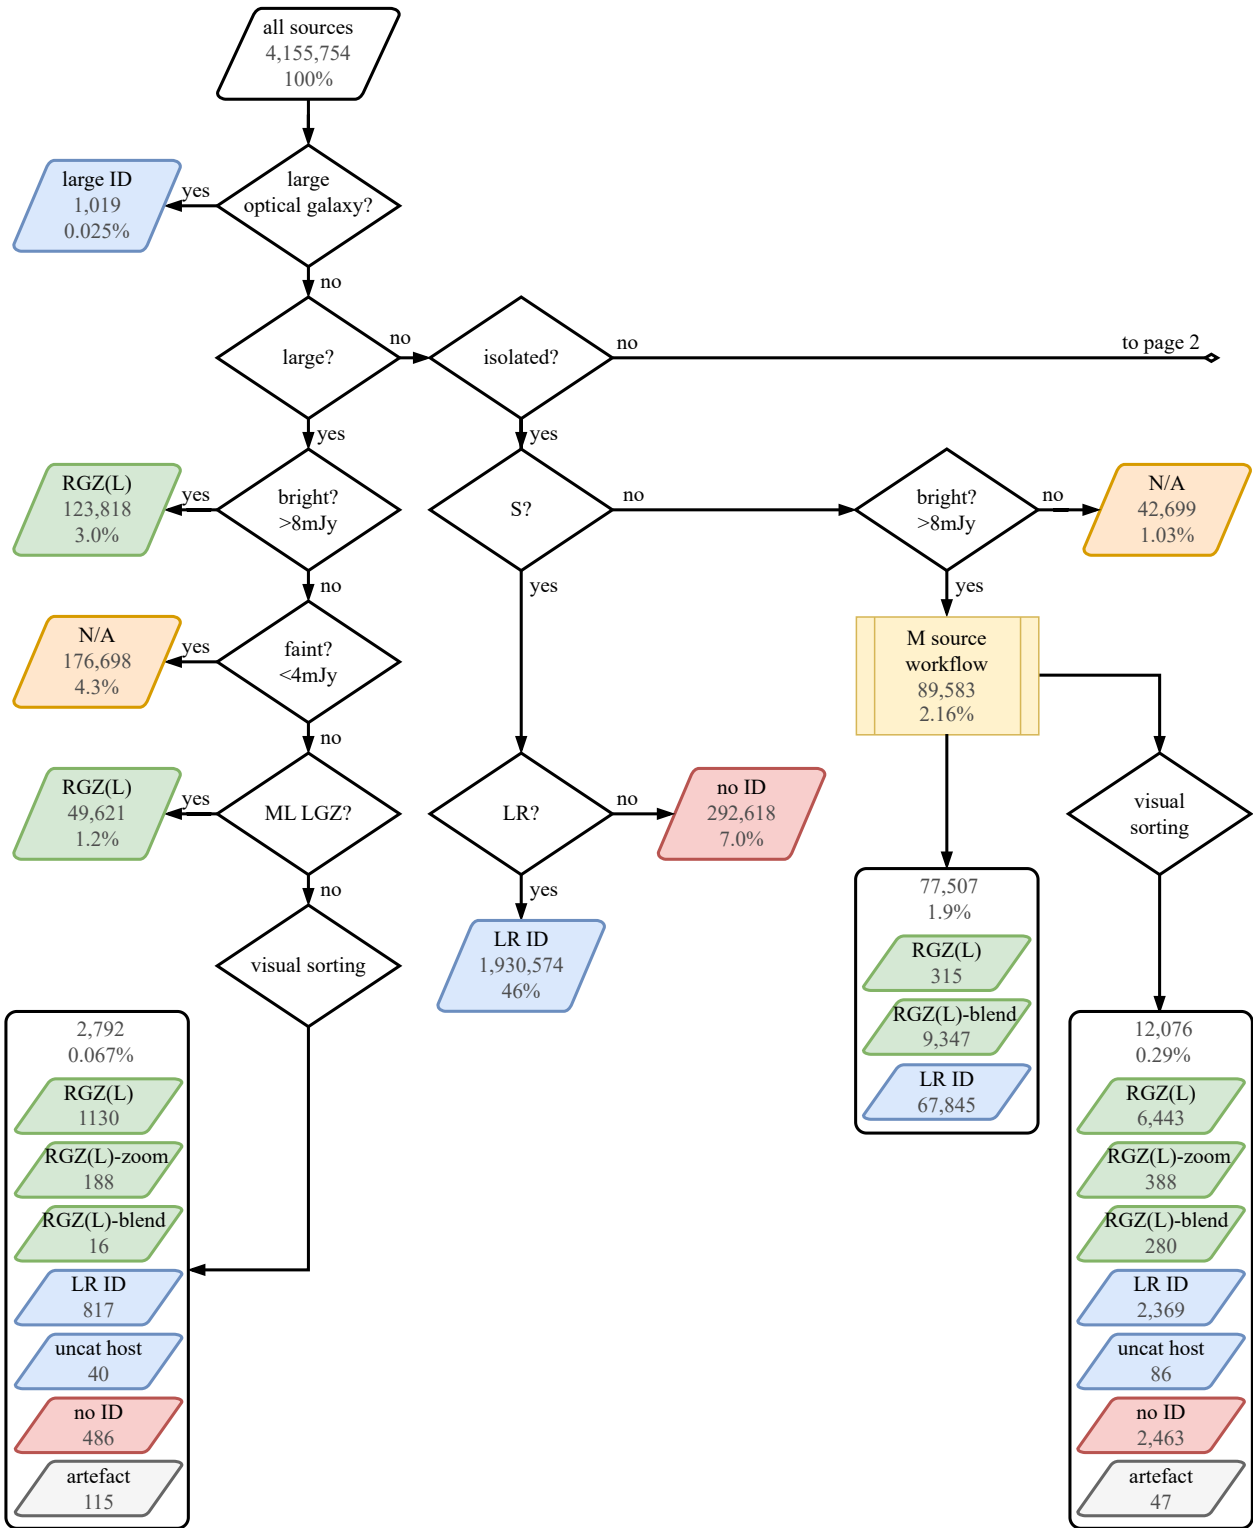 all sources
4,155,754
100%
large
optical galaxy?
yes
large ID
1,019
0.025%
no
large?
no
isolated?
no
to page 2
yes
yes
bright?
>8mJy
yes
RGZ(L)
123,818
3.0%
S?
no
bright?
>8mJy
no
N/A
42,699
1.03%
no
yes
yes
faint?
<4mJy
yes
N/A
176,698
4.3%
M source
workflow
89,583
2.16%
no
ML LGZ?
yes
RGZ(L)
49,621
1.2%
LR?
no
no ID
292,618
7.0%
visual
sorting
no
yes
visual sorting
LR ID
1,930,574
46%
77,507
1.9%
RGZ(L)
315
RGZ(L)-blend
9,347
LR ID
67,845
2,792
0.067%
RGZ(L)
1130
RGZ(L)-zoom
188
RGZ(L)-blend
16
LR ID
817
uncat host
40
no ID
486
artefact
115
12,076
0.29%
RGZ(L)
6,443
RGZ(L)-zoom
388
RGZ(L)-blend
280
LR ID
2,369
uncat host
86
no ID
2,463
artefact
47